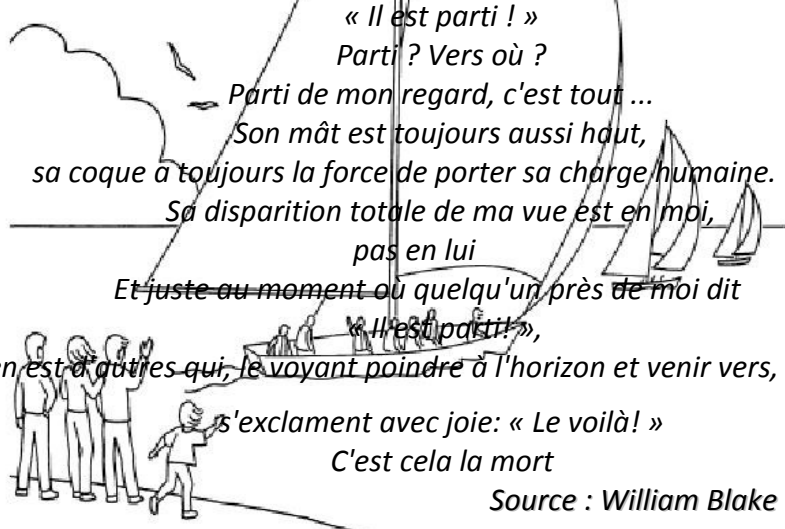 « Il est parti ! »
Parti ? Vers où ?
Parti de mon regard, c'est tout ...
Son mât est toujours aussi haut,
sa coque a toujours la force de porter sa charge humaine.
Sa disparition totale de ma vue est en moi,
pas en lui
Et juste au moment où quelqu'un près de moi dit
« Il est parti! »,
en est d'autres qui, le voyant poindre à l'horizon et venir vers,
s'exclament avec joie: « Le voilà! »
C'est cela la mort
Source : William Blake